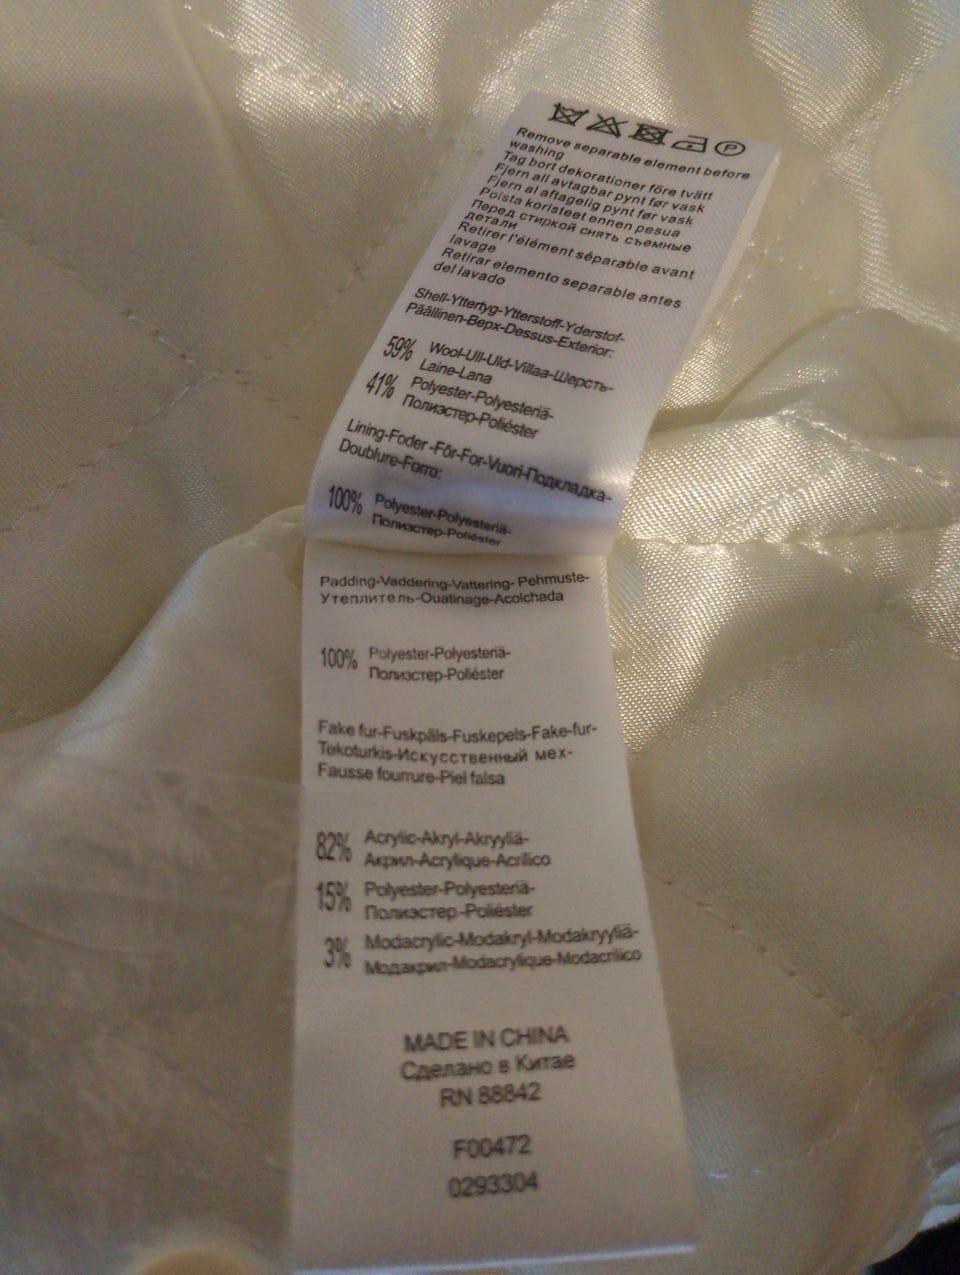 P
Remove separable element before
washing
Tag bort dekorationer före tvätt
Fjern all avtagbar pynt før vask
Fjern al aftagelig pynt før vask
Poista koristeet ennen pesua
Перед стиркой снять съемные
детали
Retirer l'élément séparable avant
lavage
Retirar elemento separable antes
del lavado
Shell-Yttertyg-Ytterstoff-Yderstof-
Päällinen-Верх-Dessus-Exterior:
59% Wool-Ull-Uld-Villaa-Шерсть-
Laine-Lana
41% Polyester-Polyesteriä-
Полиэстер-Poliéster
Lining-Foder-Fôr-For-Vuori-Подкладка-
Doublure-Forro:
100% Polyester-Polyesteriä-
Полиэстер-Poliéster
Padding-Vaddering-Vattering- Pehmuste-
Утеплитель-Ouatinage-Acolchada
100% Polyester-Polyesteriä-
Полиэстер-Poliéster
Fake fur-Fuskpäls-Fuskepels-Fake-fur-
Tekoturkis-Искусственный мех-
Fausse fourrure-Piel falsa
82% Acrylic-Akryl-Akryyliä-
Акрил-Acrylique-Acrílico
15% Polyester-Polyesteriä-
Полиэстер-Poliéster
3% Modacrylic-Modakryl-Modakryyliä-
Модакрил-Modacrylique-Modacrílico
MADE IN CHINA
Сделано в Китае
RN 88842
F00472
0293304